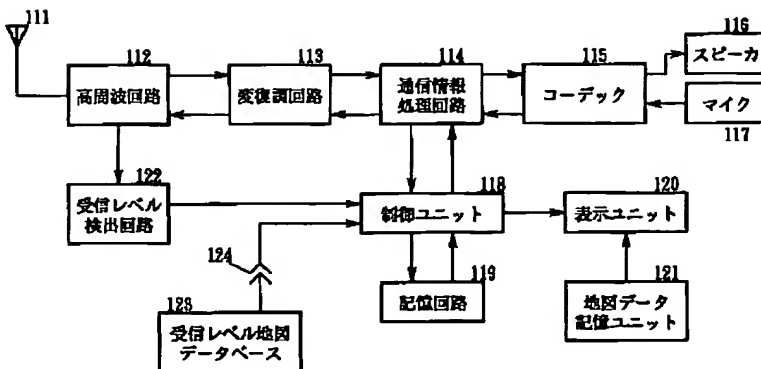 111
112
高周波回路
113
変復調回路
114
通信情報
処理回路
115
コーデック
116
スピーカ
マイク
117
122
受信レベル
検出回路
118
制御ユニット
120
表示ユニット
124
119
記憶回路
121
地図データ
記憶ユニット
123
受信レベル地図
データベース